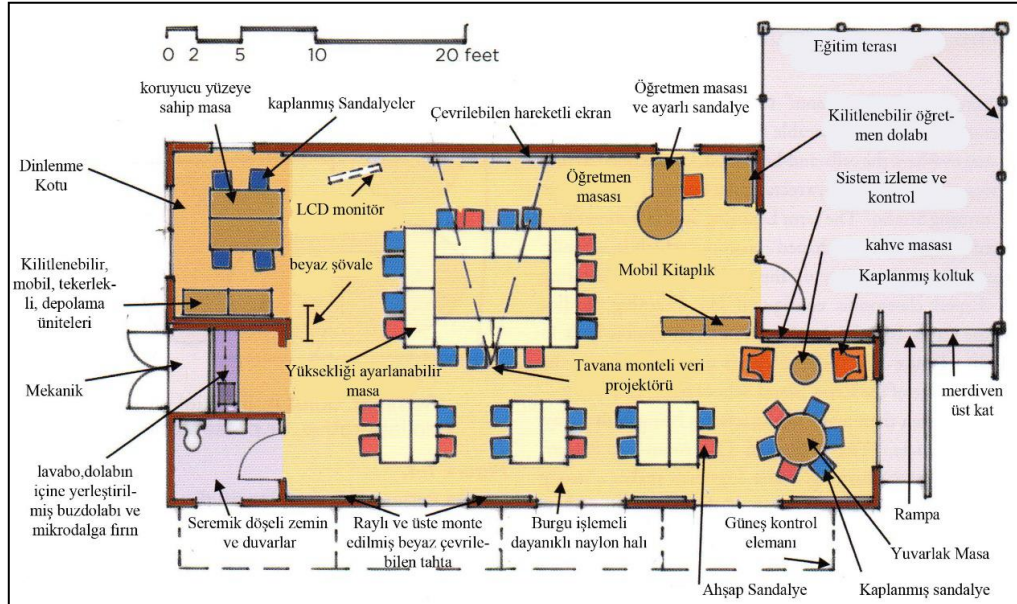 0 2 5 10 20 feet
koruyucu yüzeye
sahip masa
kaplanmış Sandalyeler
Çevrilebilen hareketli ekran
Öğretmen masası
ve ayarlı sandalye
Eğitim terası
Kilitlenebilir öğret-
men dolabı
Dinlenme
Kotu
LCD monitör
Öğretmen
masası
Sistem izleme ve
kontrol
kahve masası
Kaplanmış koltuk
Kilitlenebilir,
mobil, tekerlek-
li, depolama
üniteleri
beyaz şövale
Mobil Kitaplık
Mekanik
Yüksekliği ayarlanabilir
masa
Tavana monteli veri
projektörü
merdiven
üst kat
lavabo,dolabın
içine yerleştiril-
miş buzdolabı ve
mikrodalga fırın
Seremik döşeli zemin
ve duvarlar
Raylı ve üste monte
edilmiş beyaz çevrile-
bilen tahta
Burgu işlemeli
dayanıklı naylon halı
Güneş kontrol
elemanı
Rampa
Yuvarlak Masa
Ahşap Sandalye
Kaplanmış sandalye